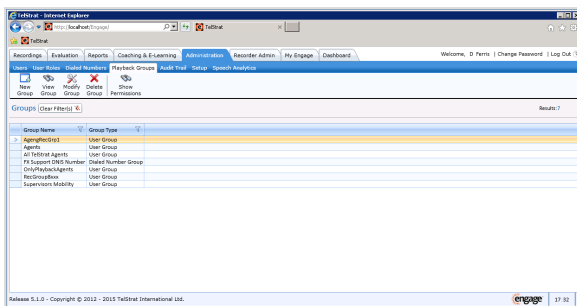 TelStrat - Internet Explorer
http://localhost/Engage/
TelStrat
TelStrat
Recordings Evaluation Reports Coaching & E-Learning Administration Recorder Admin My Engage Dashboard
Welcome, D Ferris | Change Password | Log Out
Users User Roles Dialed Numbers Playback Groups Audit Trail Setup Speech Analytics
New Group
View Group
Modify Group
Delete Group
Show Permissions
Groups Clear Filter(s)
Results:7
Group Name Group Type
AgengRecGrp1 User Group
Agents User Group
All TelStrat Agents User Group
FX Support DNIS Number Dialed Number Group
OnlyPlaybackAgents User Group
RecGroup8xxx User Group
Supervisors Mobility User Group
Release 5.1.0 - Copyright © 2012 - 2015 TelStrat International Ltd.
engage
17:32